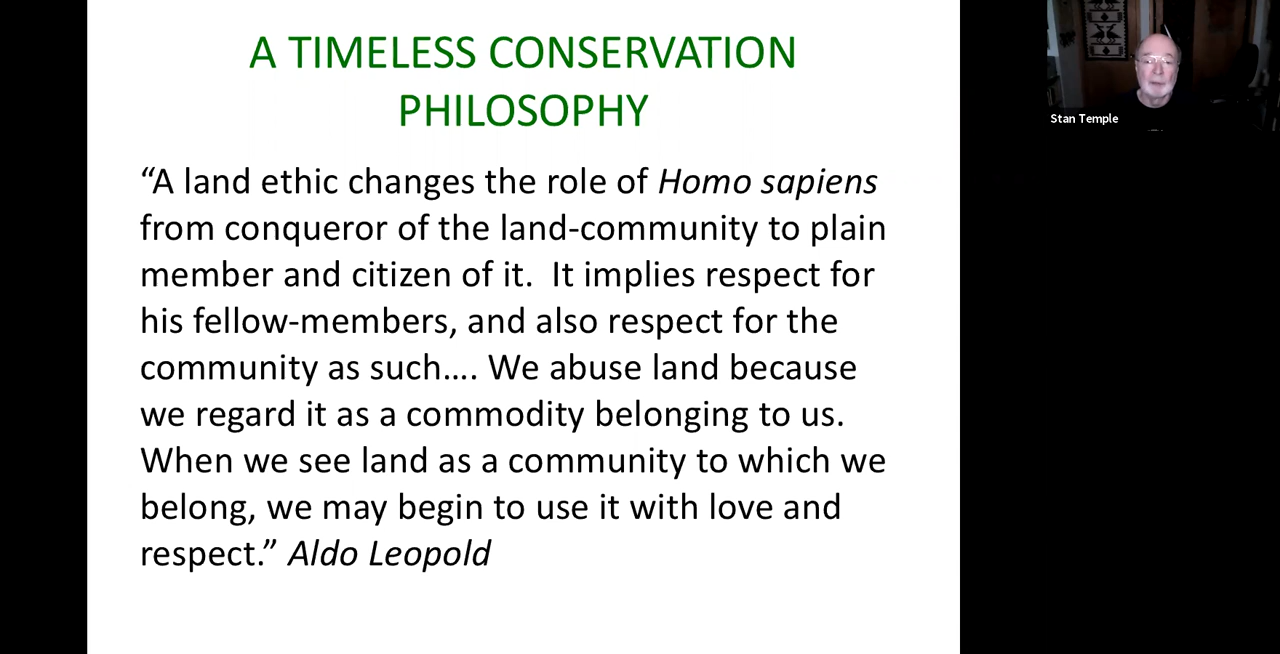 A TIMELESS CONSERVATION
PHILOSOPHY
“A land ethic changes the role of Homo sapiens
from conqueror of the land-community to plain
member and citizen of it.  It implies respect for
his fellow-members, and also respect for the
community as such…. We abuse land because
we regard it as a commodity belonging to us.
When we see land as a community to which we
belong, we may begin to use it with love and
respect.” Aldo Leopold
Stan Temple